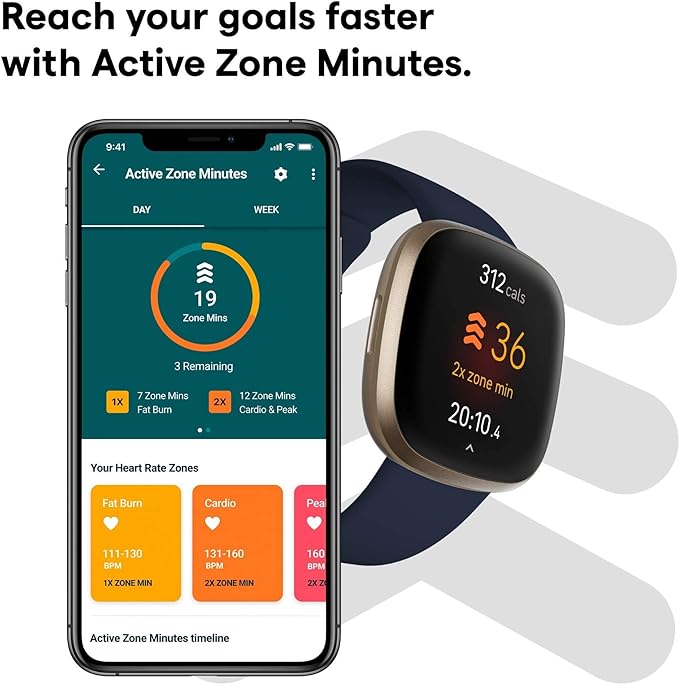 Reach your goals faster
with Active Zone Minutes.
9:41
Active Zone Minutes
DAY
WEEK
19
Zone Mins
3 Remaining
1X
7 Zone Mins
Fat Burn
2X
12 Zone Mins
Cardio & Peak
Your Heart Rate Zones
Fat Burn
111-130
BPM
1X ZONE MIN
Cardio
131-160
BPM
2X ZONE MIN
Pea
160
BPM
2X Z
Active Zone Minutes timeline
312 cals
36
2x zone min
20:10.4